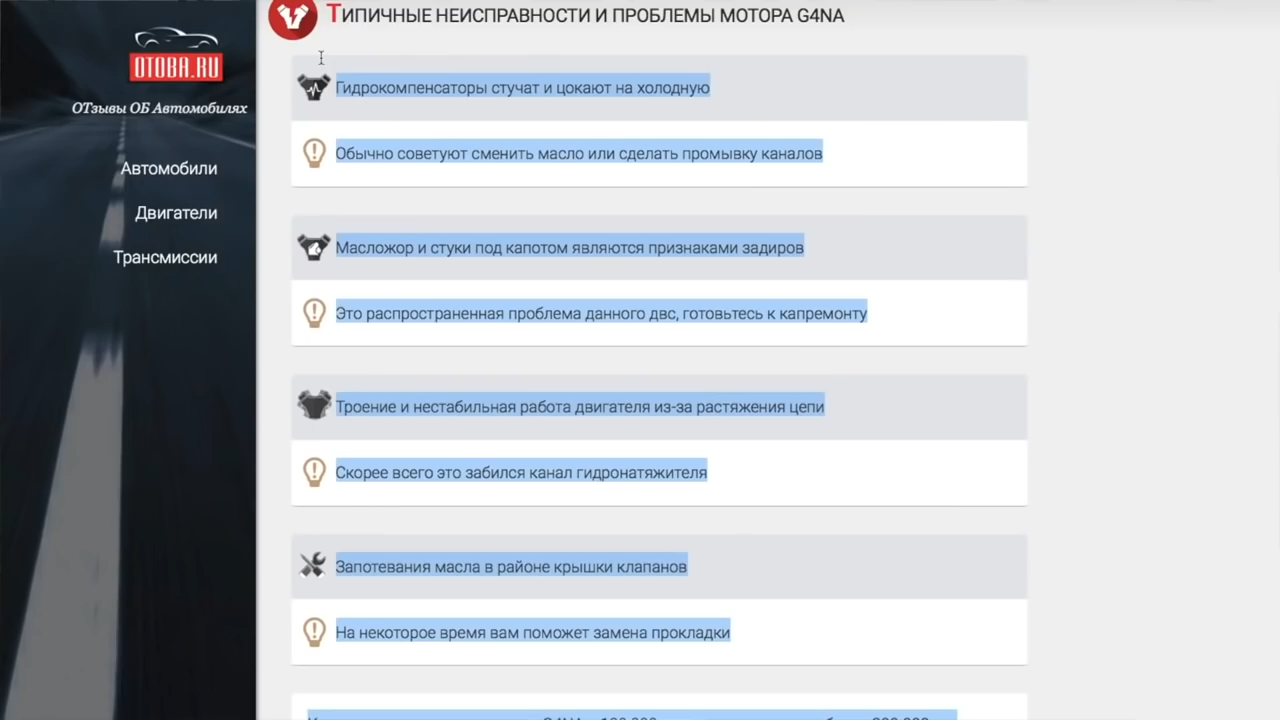 ТИПИЧНЫЕ НЕИСПРАВНОСТИ И ПРОБЛЕМЫ МОТОРА G4NA
OTOBA.RU
ОТзывы ОБ Автомобилях
Автомобили
Двигатели
Трансмиссии
Гидрокомпенсаторы стучат и цокают на холодную
Обычно советуют сменить масло или сделать промывку каналов
Масложор и стуки под капотом являются признаками задиров
Это распространенная проблема данного двс, готовьтесь к капремонту
Троение и нестабильная работа двигателя из-за растяжения цепи
Скорее всего это забился канал гидронатяжителя
Запотевания масла в районе крышки клапанов
На некоторое время вам поможет замена прокладки